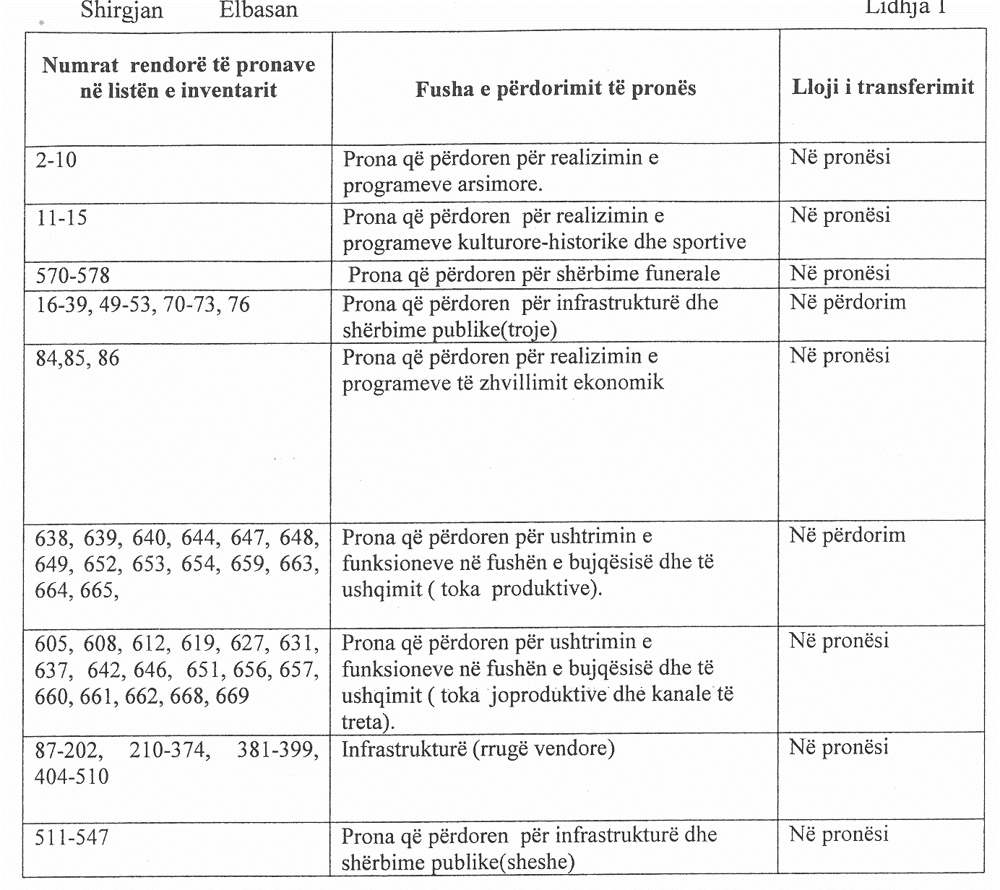 Shirgjan Elbasan Lidhja 1
Numrat rendorë të pronave
në listën e inventarit
Fusha e përdorimit të pronës
Lloji i transferimit
2-10
Prona që përdoren për realizimin e
programeve arsimore.
Në pronësi
11-15
Prona që përdoren për realizimin e
programeve kulturore-historike dhe sportive
Në pronësi
570-578
Prona që përdoren për shërbime funerale
Në pronësi
16-39, 49-53, 70-73, 76
Prona që përdoren për infrastrukturë dhe
shërbime publike(troje)
Në përdorim
84,85, 86
Prona që përdoren për realizimin e
programeve të zhvillimit ekonomik
Në pronësi
638, 639, 640, 644, 647, 648,
649, 652, 653, 654, 659, 663,
664, 665,
Prona që përdoren për ushtrimin e
funksioneve në fushën e bujqësisë dhe të
ushqimit ( toka produktive).
Në përdorim
605, 608, 612, 619, 627, 631,
637, 642, 646, 651, 656, 657,
660, 661, 662, 668, 669
Prona që përdoren për ushtrimin e
funksioneve në fushën e bujqësisë dhe të
ushqimit ( toka joproduktive dhe kanale të
treta).
Në pronësi
87-202, 210-374, 381-399,
404-510
Infrastrukturë (rrugë vendore)
Në pronësi
511-547
Prona që përdoren për infrastrukturë dhe
shërbime publike(sheshe)
Në pronësi